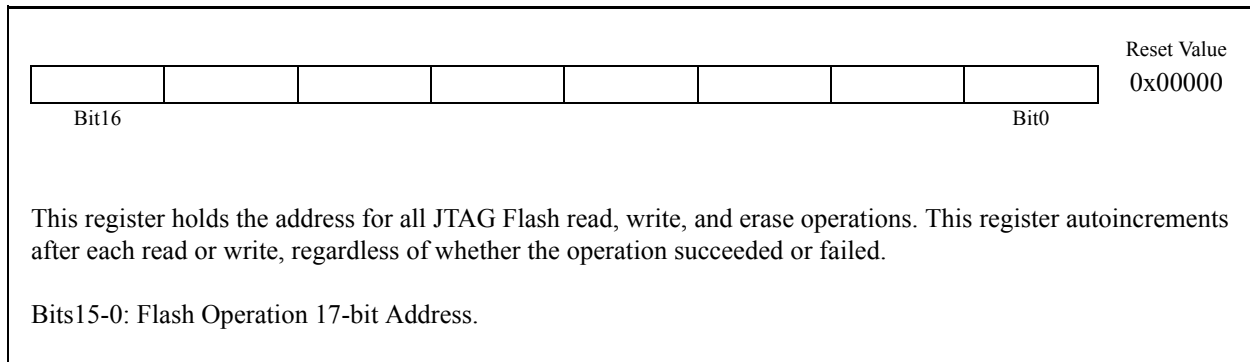 Reset Value
0x00000
Bit16 Bit0
This register holds the address for all JTAG Flash read, write, and erase operations. This register autoincrements
after each read or write, regardless of whether the operation succeeded or failed.
Bits15-0: Flash Operation 17-bit Address.